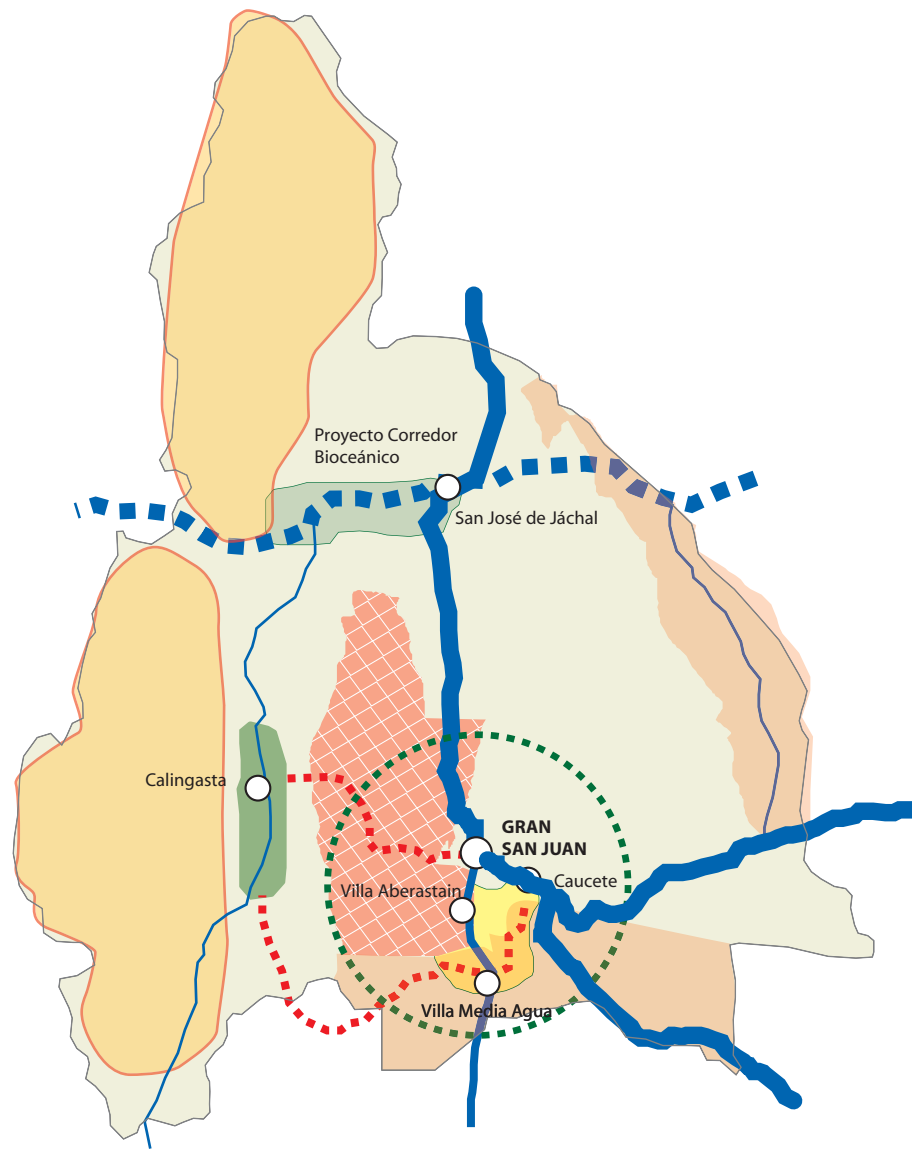 Proyecto Corredor
Bioceánico
San José de Jáchal
Calingasta
GRAN
SAN JUAN
Villa Aberastain
Caucete
Villa Media Agua